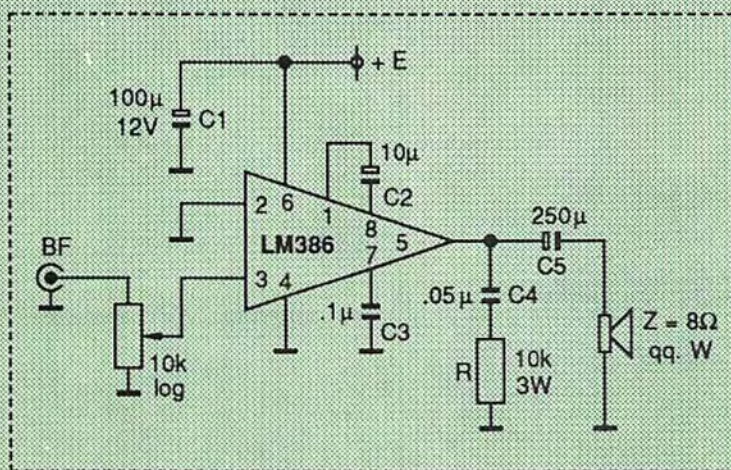 + E
100µ
12V
C1
10µ
C2
2
6
1
8
LM386
7
5
3
4
BF
10k
log
.1µ
C3
250µ
C5
.05µ
C4
R
10k
3W
Z = 8Ω
qq. W